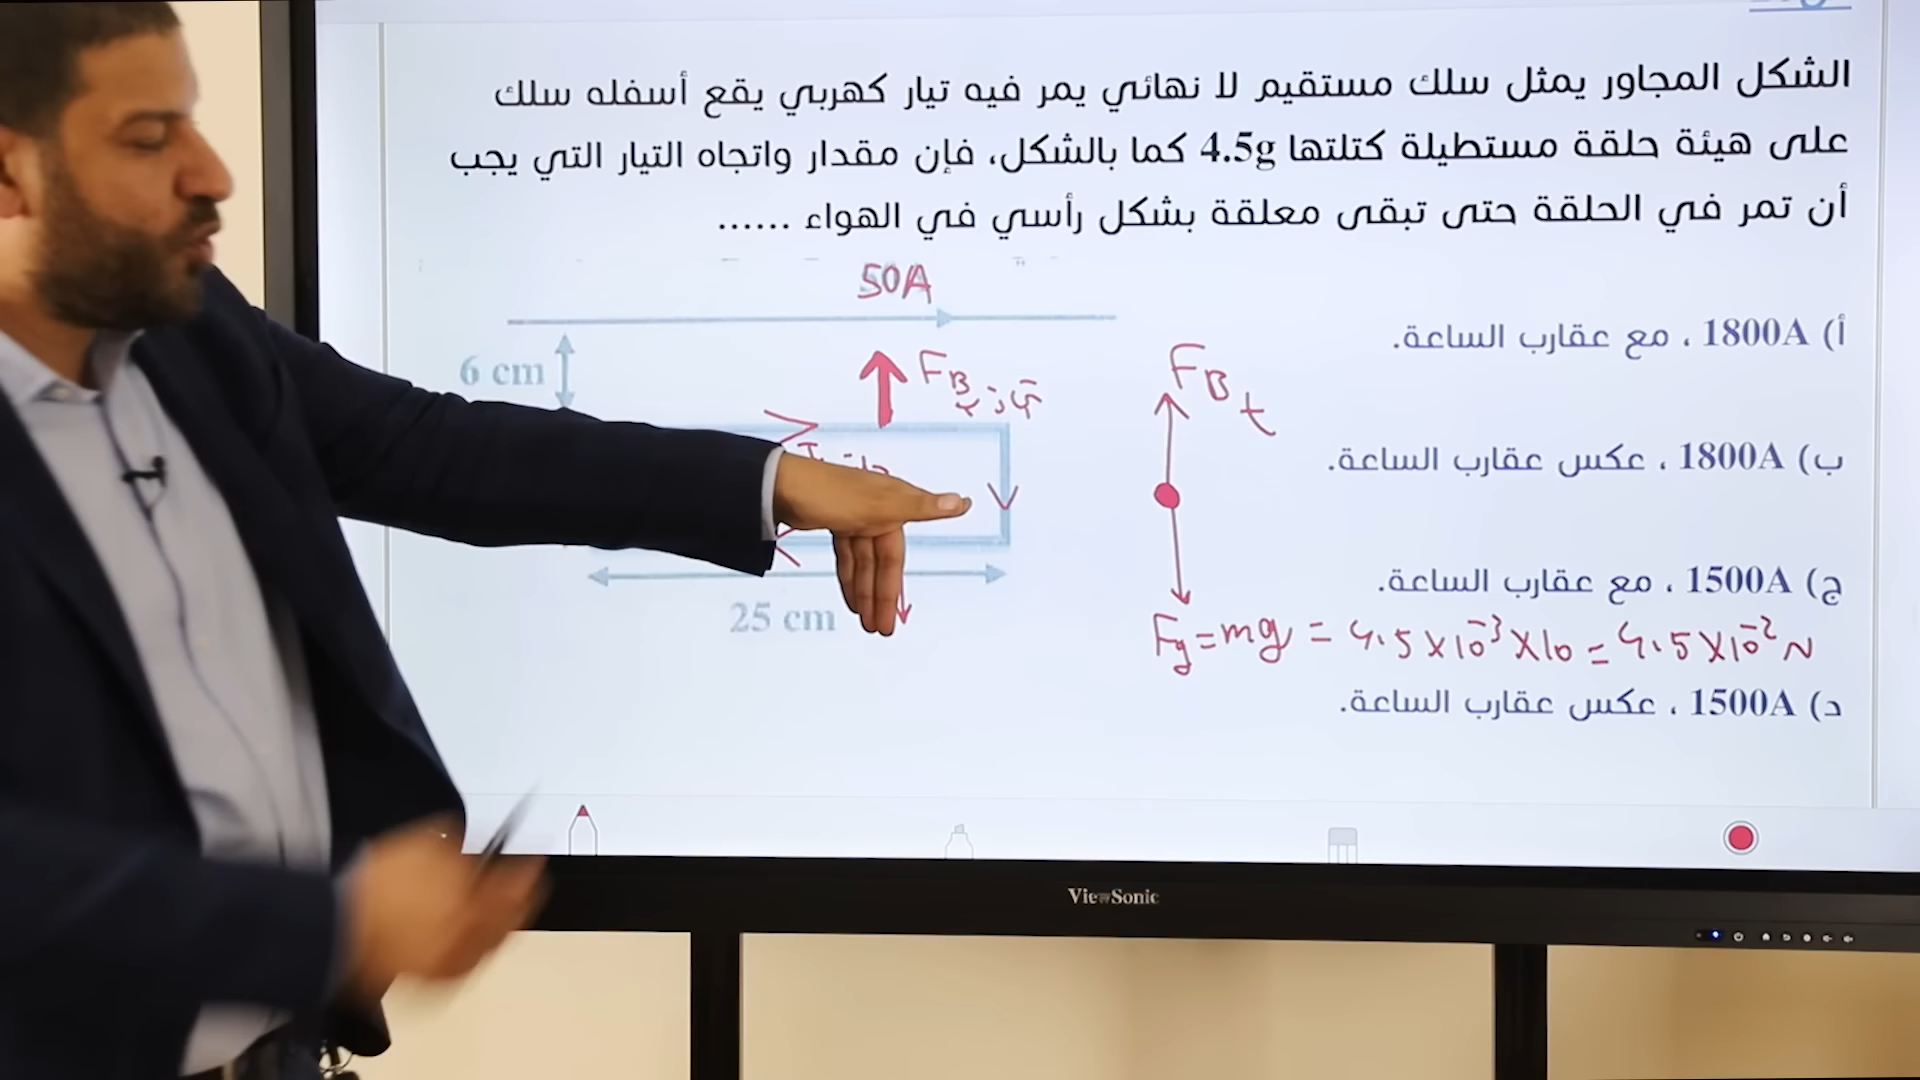 الشكل المجاور يمثل سلك مستقيم لا نهائي يمر فيه تيار كهربي يقع أسفله سلك
على هيئة حلقة مستطيلة كتلتها 4.5g كما بالشكل، فإن مقدار واتجاه التيار التي يجب
أن تمر في الحلقة حتى تبقى معلقة بشكل رأسي في الهواء ......
50A
6 cm
F_B
25 cm
F_B t
Fg = mg = 4.5 X 10^-3 X 10 = 4.5 X 10^-2 N
أ) 1800A ، مع عقارب الساعة.
ب) 1800A ، عكس عقارب الساعة.
ج) 1500A ، مع عقارب الساعة.
د) 1500A ، عكس عقارب الساعة.
ViewSonic